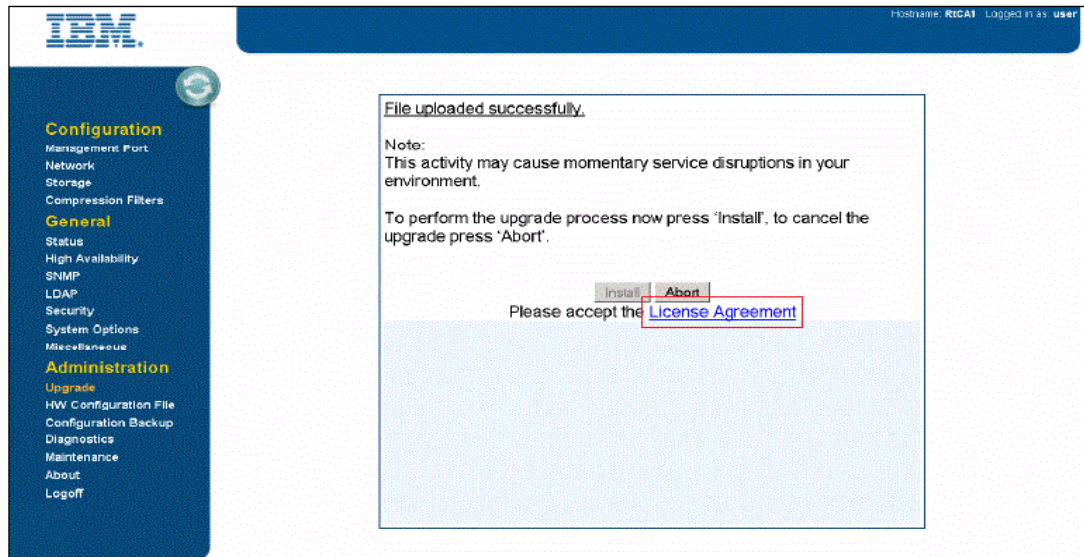 IBM.
Hostname: RtCA1 Logged in as: user
Configuration
Management Port
Network
Storage
Compression Filters
General
Status
High Availability
SNMP
LDAP
Security
System Options
Miscellaneous
Administration
Upgrade
HW Configuration File
Configuration Backup
Diagnostics
Maintenance
About
Logoff
File uploaded successfully.
Note:
This activity may cause momentary service disruptions in your
environment.
To perform the upgrade process now press 'Install', to cancel the
upgrade press 'Abort'.
Install Abort
Please accept the License Agreement